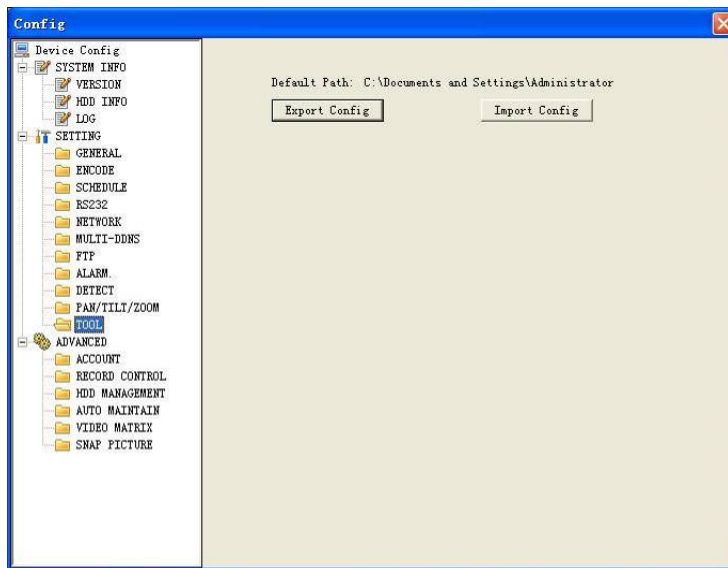 Config
Device Config
SYSTEM INFO
VERSION
HDD INFO
LOG
SETTING
GENERAL
ENCODE
SCHEDULE
RS232
NETWORK
MULTI-DDNS
FTP
ALARM.
DETECT
PAN/TILT/ZOOM
TOOL
ADVANCED
ACCOUNT
RECORD CONTROL
HDD MANAGEMENT
AUTO MAINTAIN
VIDEO MATRIX
SNAP PICTURE
Default Path: C:\Documents and Settings\Administrator
Export Config Import Config